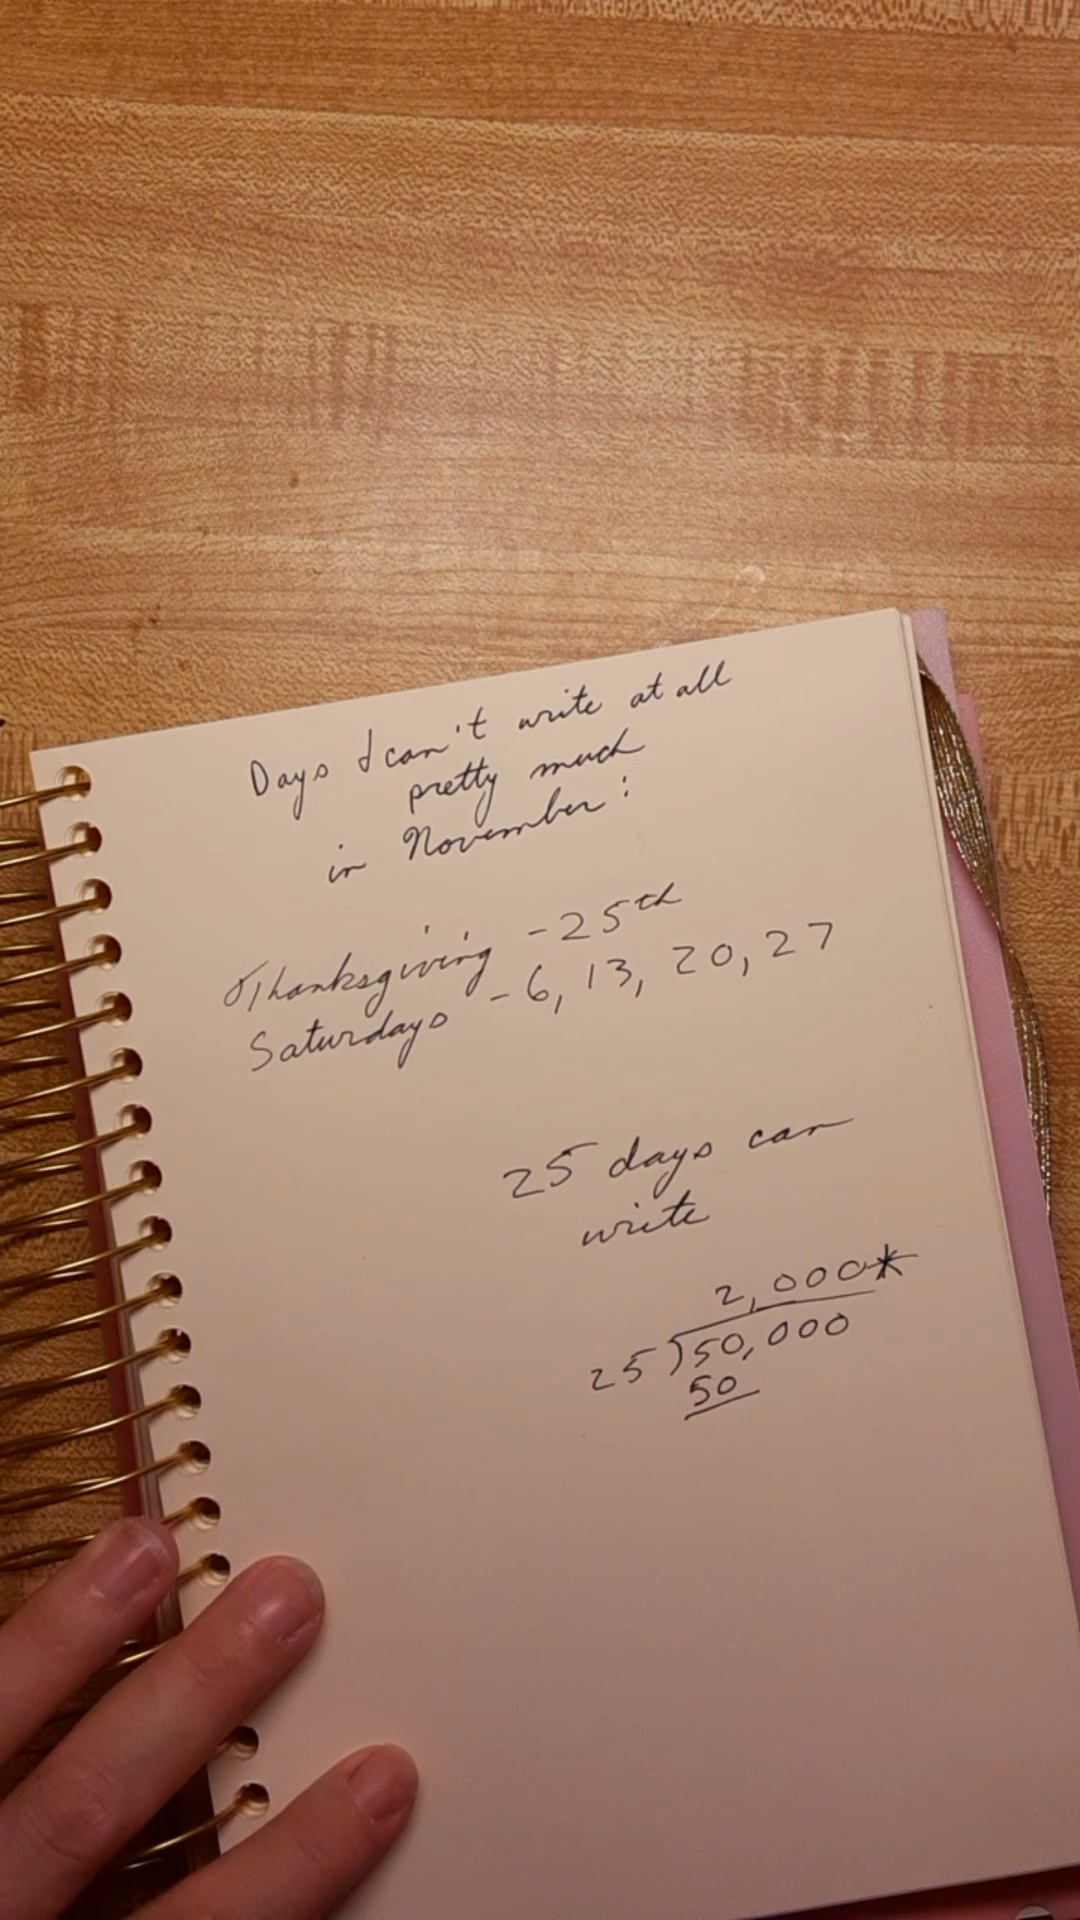 Days I can't write at all
pretty much
in November:
Thanksgiving - 25th
Saturdays - 6, 13, 20, 27
25 days can
write
2,000*
25)50,000
50